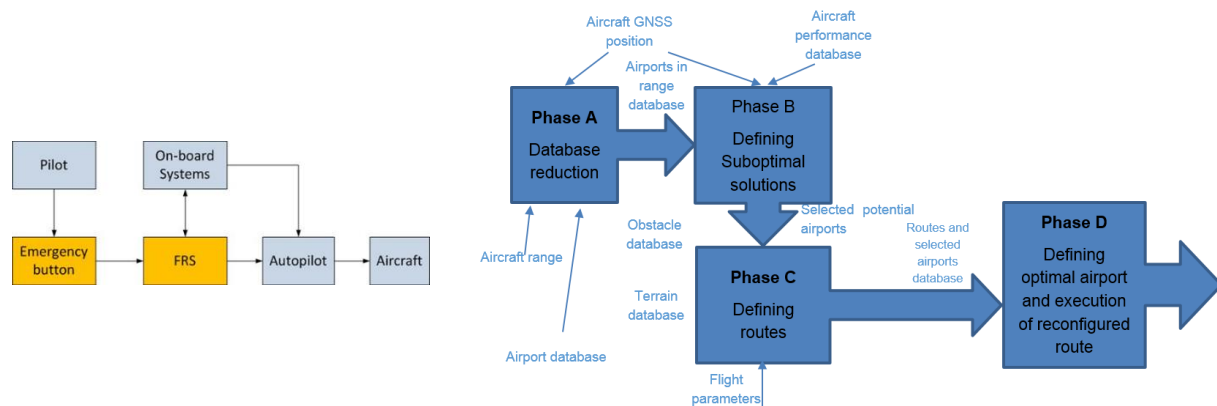 Pilot
On-board
Systems
Emergency
button
FRS
Autopilot
Aircraft
Aircraft GNSS
position
Aircraft
performance
database
Airports in
range
database
Phase A
Database
reduction
Phase B
Defining
Suboptimal
solutions
Aircraft range
Airport database
Obstacle
database
Selected potential
airports
Terrain
database
Phase C
Defining
routes
Flight
parameters
Routes and
selected
airports
database
Phase D
Defining
optimal airport
and execution
of reconfigured
route